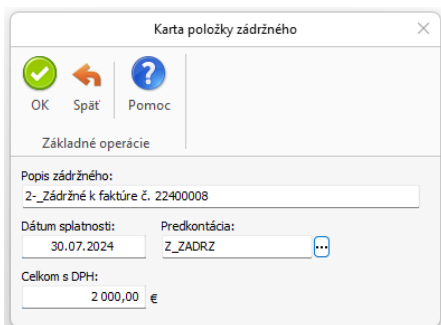 Karta položky zádržného
OK Späť Pomoc
Základné operácie
Popis zádržného:
2-_Zádržné k faktúre č. 22400008
Dátum splatnosti: Predkontácia:
30.07.2024 Z_ZADRZ ...
Celkom s DPH:
2 000,00 €